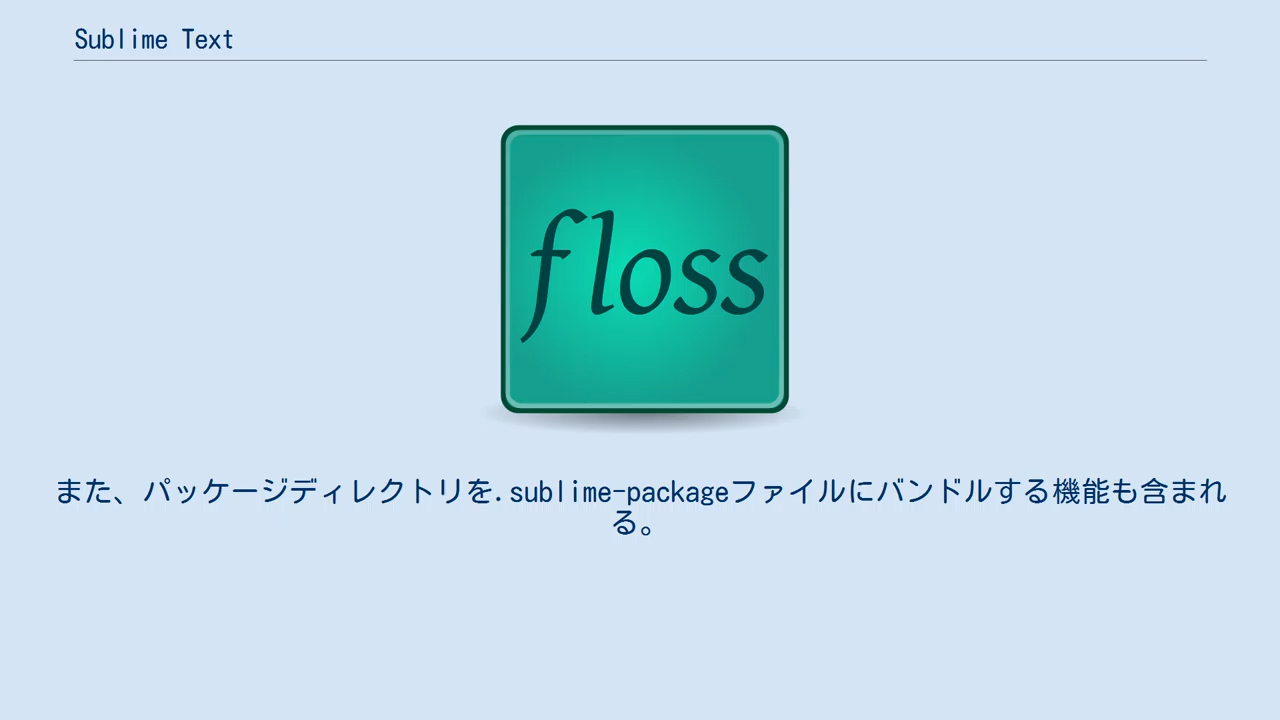 Sublime Text
floss
また、パッケージディレクトリを.sublime-packageファイルにバンドルする機能も含まれ
る。